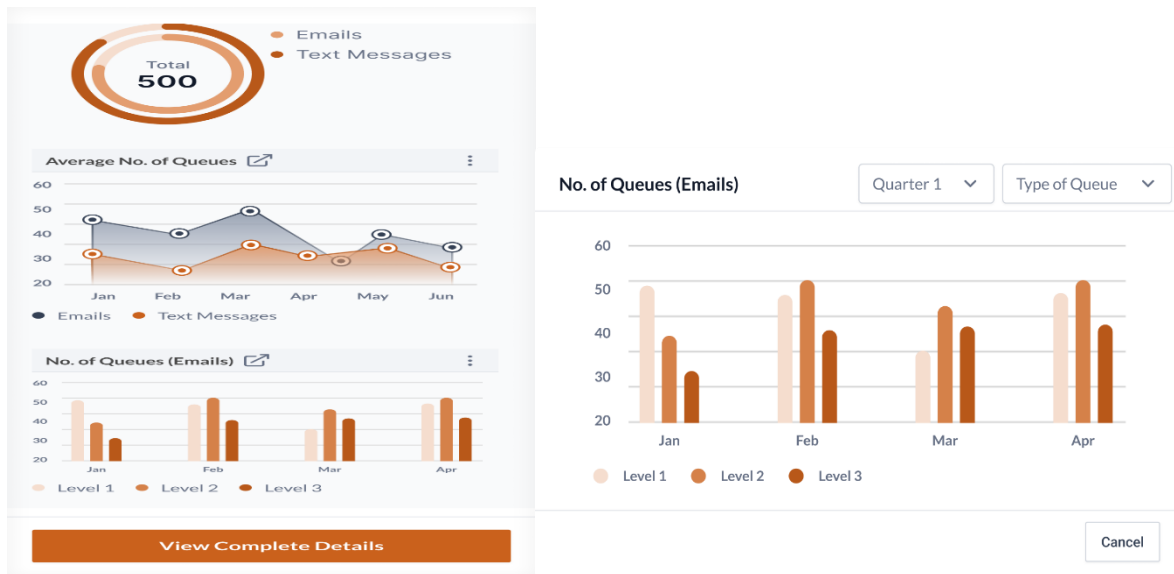 Emails
Text Messages
Total
500
Average No. of Queues
60
50
40
30
20
Jan Feb Mar Apr May Jun
Emails Text Messages
No. of Queues (Emails)
60
50
40
30
20
Jan Feb Mar Apr
Level 1 Level 2 Level 3
View Complete Details
No. of Queues (Emails) Quarter 1 Type of Queue
60
50
40
30
20
Jan Feb Mar Apr
Level 1 Level 2 Level 3
Cancel